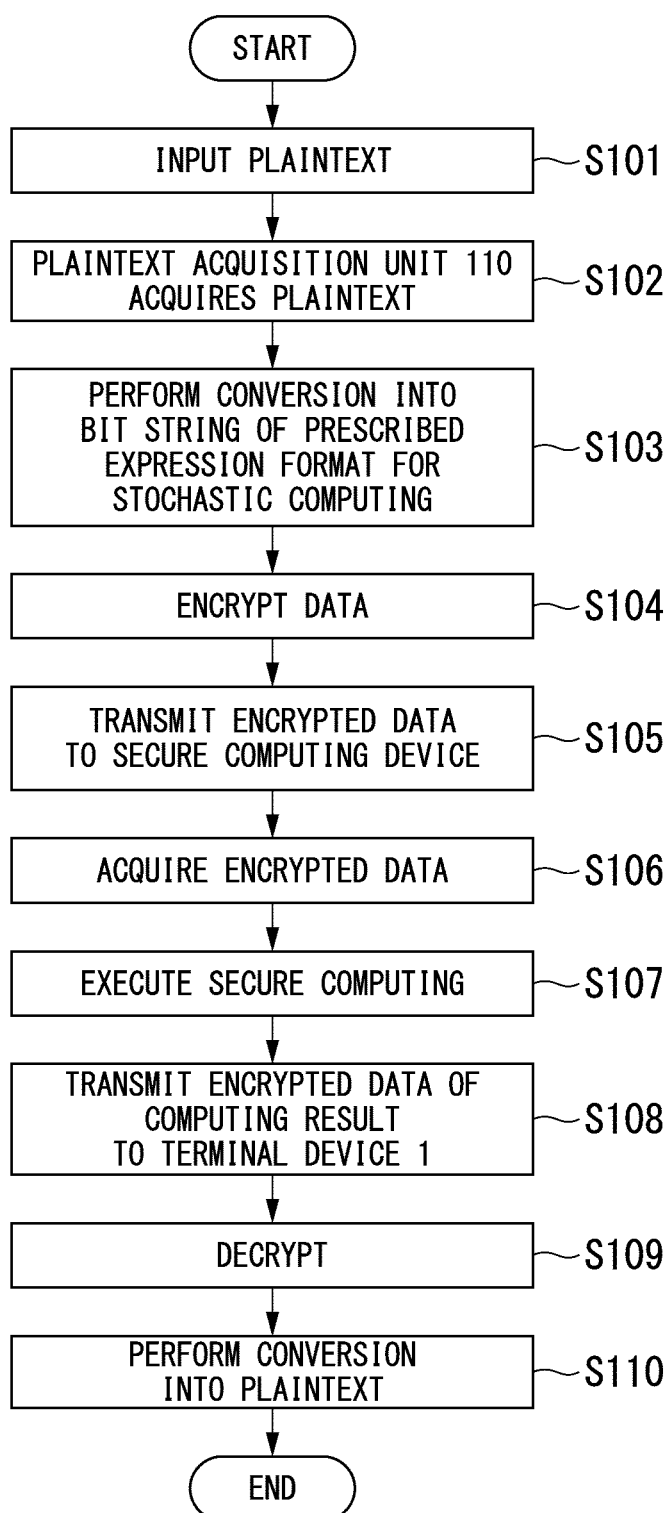 START
INPUT PLAINTEXT
S101
PLAINTEXT ACQUISITION UNIT 110
ACQUIRES PLAINTEXT
S102
PERFORM CONVERSION INTO
BIT STRING OF PRESCRIBED
EXPRESSION FORMAT FOR
STOCHASTIC COMPUTING
S103
ENCRYPT DATA
S104
TRANSMIT ENCRYPTED DATA
TO SECURE COMPUTING DEVICE
S105
ACQUIRE ENCRYPTED DATA
S106
EXECUTE SECURE COMPUTING
S107
TRANSMIT ENCRYPTED DATA OF
COMPUTING RESULT
TO TERMINAL DEVICE 1
S108
DECRYPT
S109
PERFORM CONVERSION
INTO PLAINTEXT
S110
END